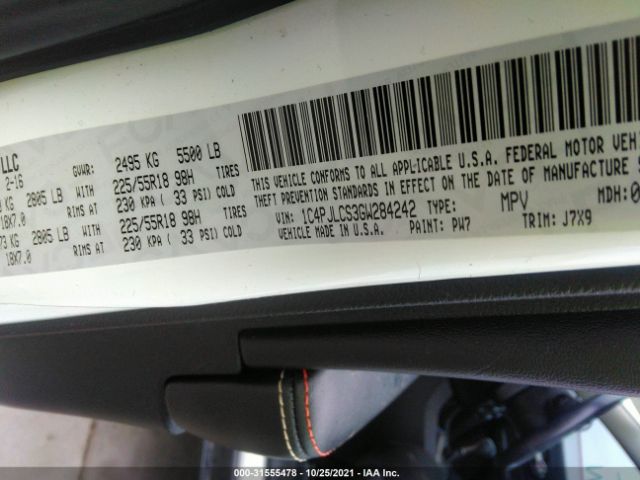 LLC
2-16 GVWR: 2495 KG 5500 LB
KG 2805 LB WITH 225/55R18 98H TIRES
18X7.0 RIMS AT 230 KPA ( 33 PSI) COLD
73 KG 2805 LB WITH 225/55R18 98H TIRES
18X7.0 RIMS AT 230 KPA ( 33 PSI) COLD
THIS VEHICLE CONFORMS TO ALL APPLICABLE U.S.A. FEDERAL MOTOR VEH
THEFT PREVENTION STANDARDS IN EFFECT ON THE DATE OF MANUFACTURE
VIN: 1C4PJLCS3GW284242 TYPE: MPV MDH:0
VEHICLE MADE IN U.S.A. PAINT: PW7 TRIM: J7X9
000-31555478 - 10/25/2021 - IAA Inc.